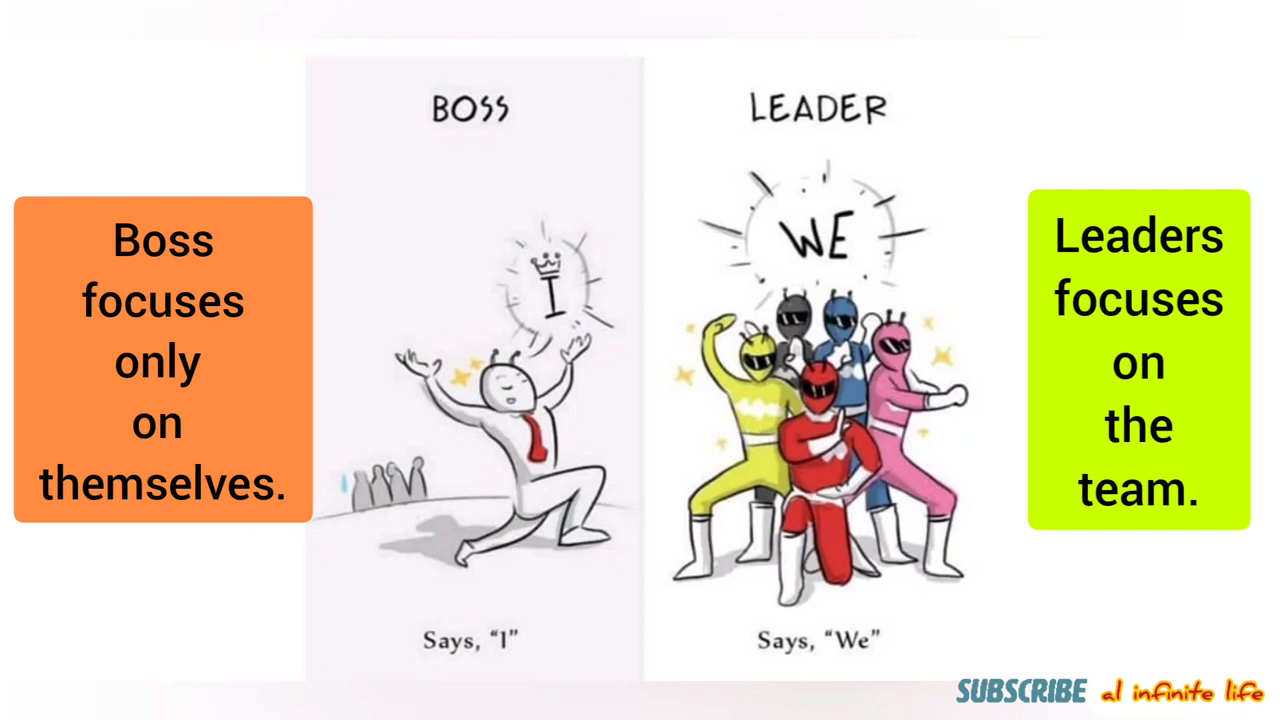 BOSS
LEADER
Boss
focuses
only
on
themselves.
I
WE
Leaders
focuses
on
the
team.
Says, “I”
Says, “We”
SUBSCRIBE al infinite life